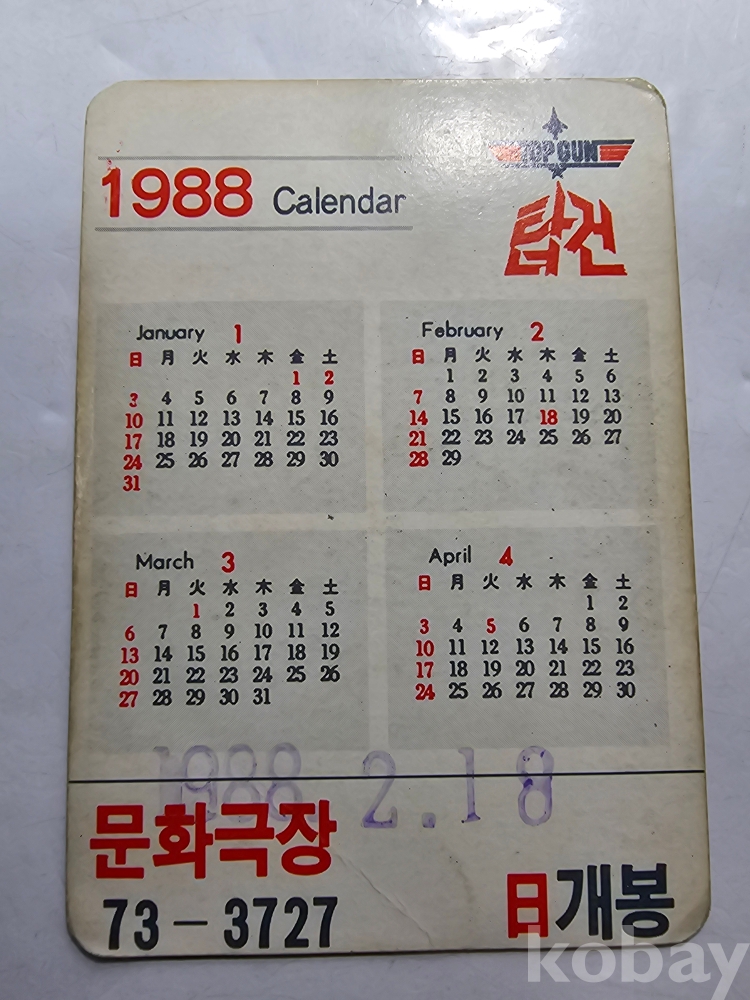 TOP GUN
1988 Calendar
탑건
January 1
日 月 火 水 木 金 土
1 2
3 4 5 6 7 8 9
10 11 12 13 14 15 16
17 18 19 20 21 22 23
24 25 26 27 28 29 30
31
February 2
日 月 火 水 木 金 土
1 2 3 4 5 6
7 8 9 10 11 12 13
14 15 16 17 18 19 20
21 22 23 24 25 26 27
28 29
March 3
日 月 火 水 木 金 土
1 2 3 4 5
6 7 8 9 10 11 12
13 14 15 16 17 18 19
20 21 22 23 24 25 26
27 28 29 30 31
April 4
日 月 火 水 木 金 土
1 2
3 4 5 6 7 8 9
10 11 12 13 14 15 16
17 18 19 20 21 22 23
24 25 26 27 28 29 30
1988 2.18
문화극장
73-3727
日개봉
kobay